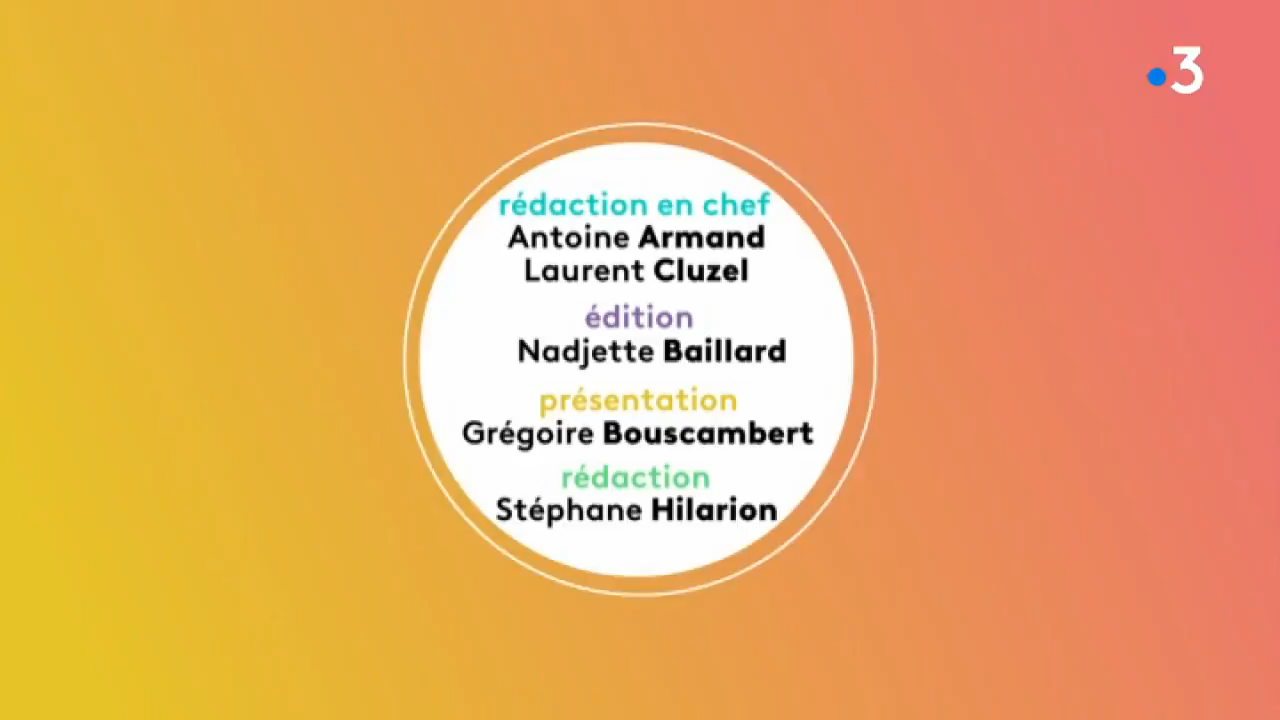 3
rédaction en chef
Antoine Armand
Laurent Cluzel
édition
Nadjette Baillard
présentation
Grégoire Bouscambert
rédaction
Stéphane Hilarion